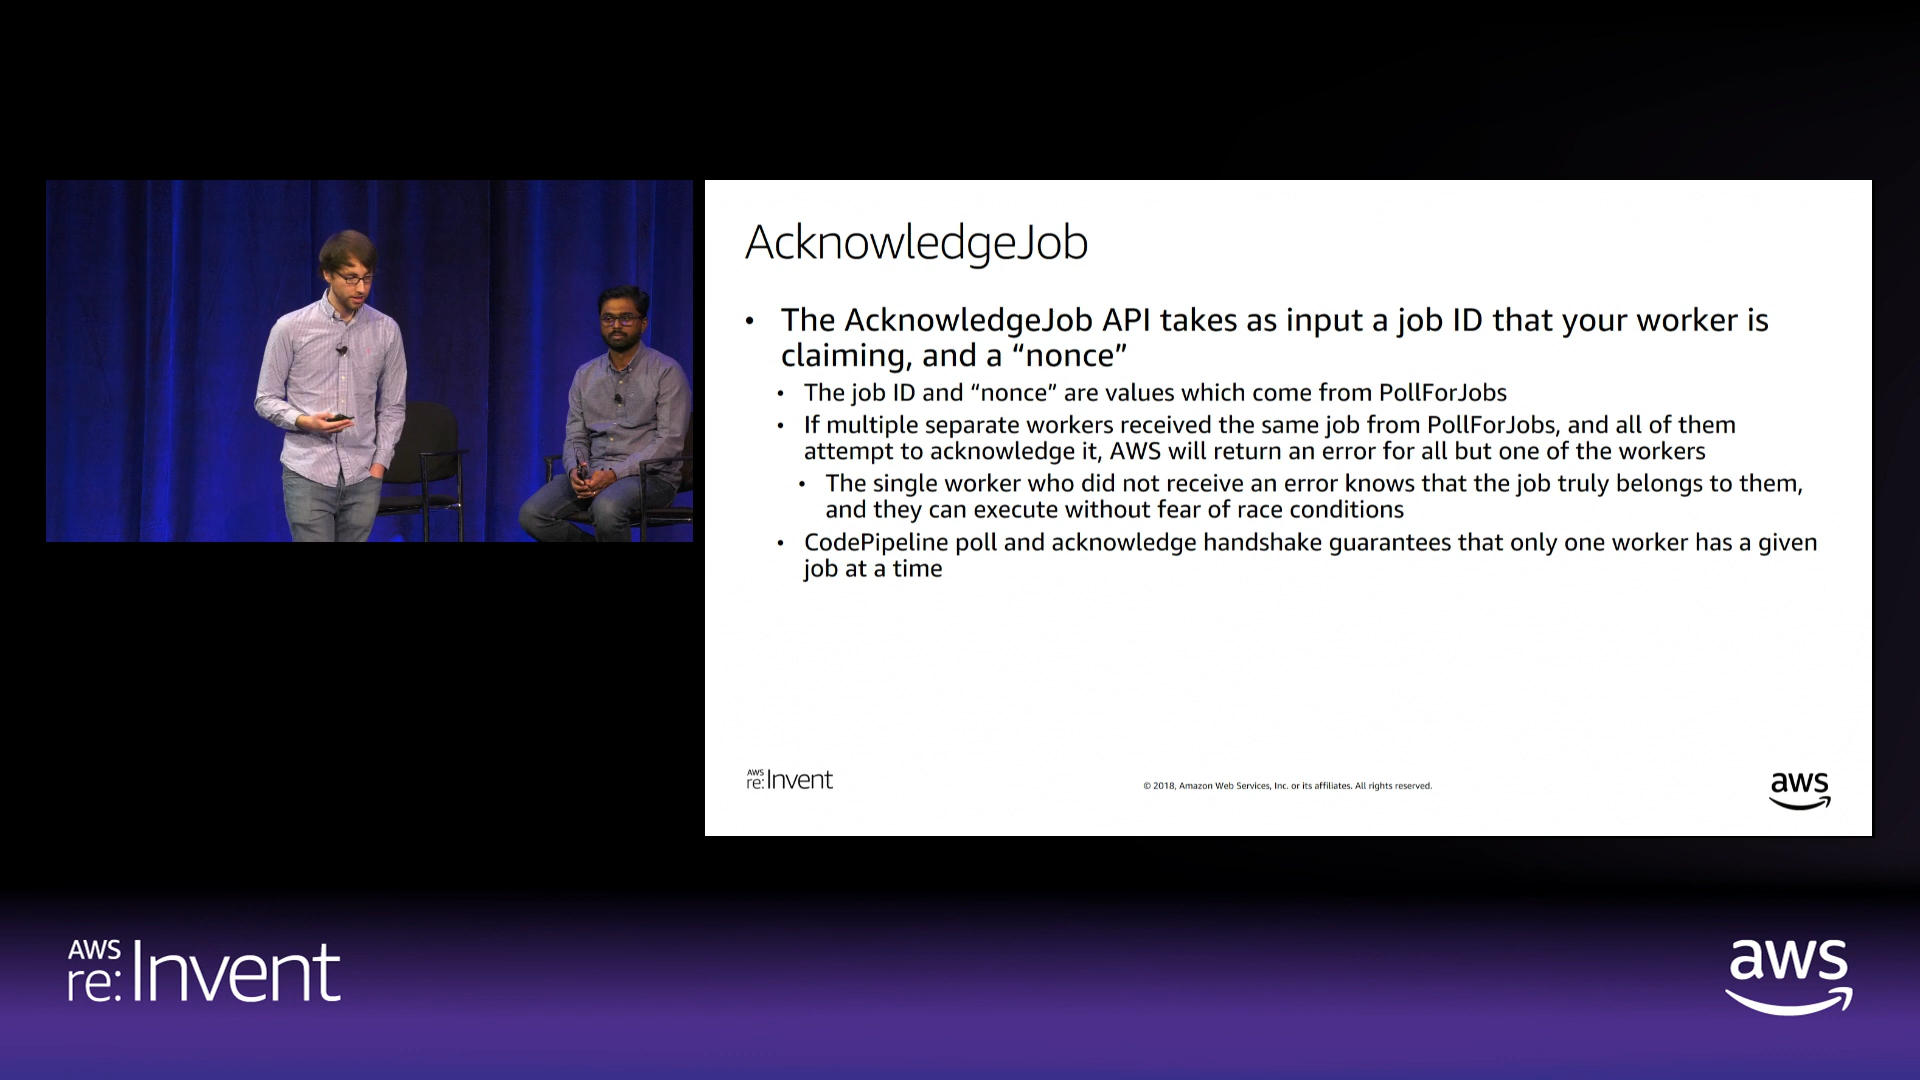 AcknowledgeJob
• The AcknowledgeJob API takes as input a job ID that your worker is
claiming, and a “nonce”
• The job ID and “nonce” are values which come from PollForJobs
• If multiple separate workers received the same job from PollForJobs, and all of them
attempt to acknowledge it, AWS will return an error for all but one of the workers
• The single worker who did not receive an error knows that the job truly belongs to them,
and they can execute without fear of race conditions
• CodePipeline poll and acknowledge handshake guarantees that only one worker has a given
job at a time
AWS
re:Invent
© 2018, Amazon Web Services, Inc. or its affiliates. All rights reserved.
aws
AWS
re:Invent
aws